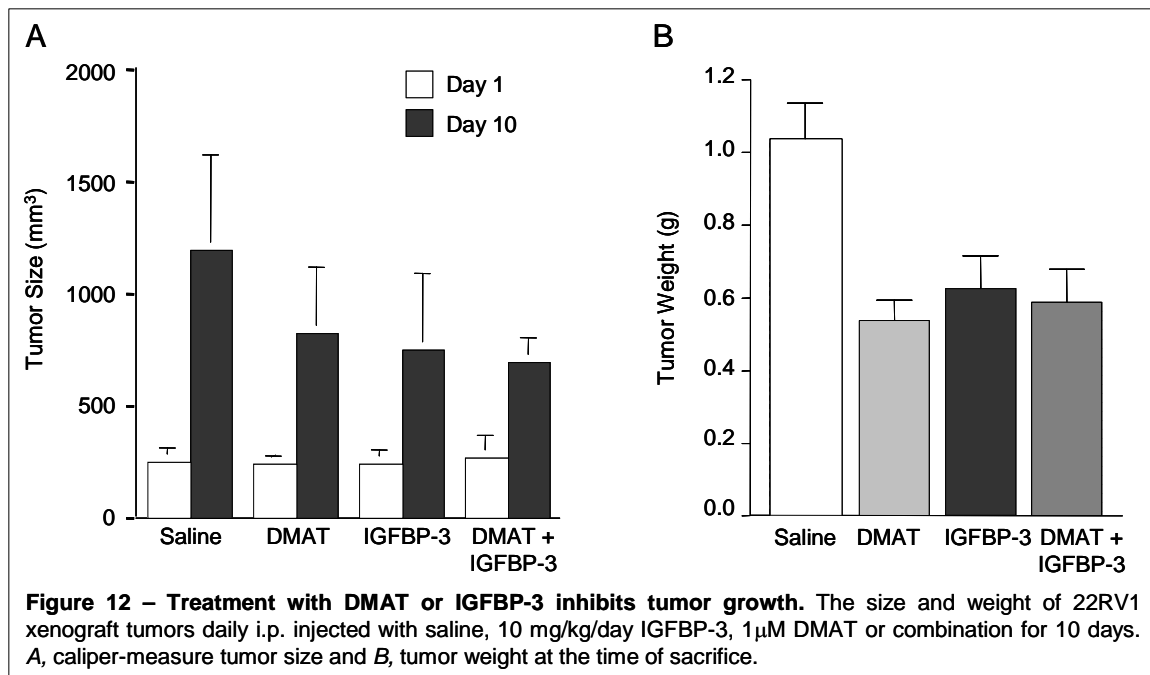 A
2000
1500
1000
500
0
Tumor Size (mm³)
Day 1
Day 10
Saline
DMAT
IGFBP-3
DMAT +
IGFBP-3
B
1.2
1.0
0.8
0.6
0.4
0.2
0.0
Tumor Weight (g)
Saline
DMAT
IGFBP-3
DMAT +
IGFBP-3
Figure 12 – Treatment with DMAT or IGFBP-3 inhibits tumor growth. The size and weight of 22RV1
xenograft tumors daily i.p. injected with saline, 10 mg/kg/day IGFBP-3, 1μM DMAT or combination for 10 days.
A, caliper-measure tumor size and B, tumor weight at the time of sacrifice.